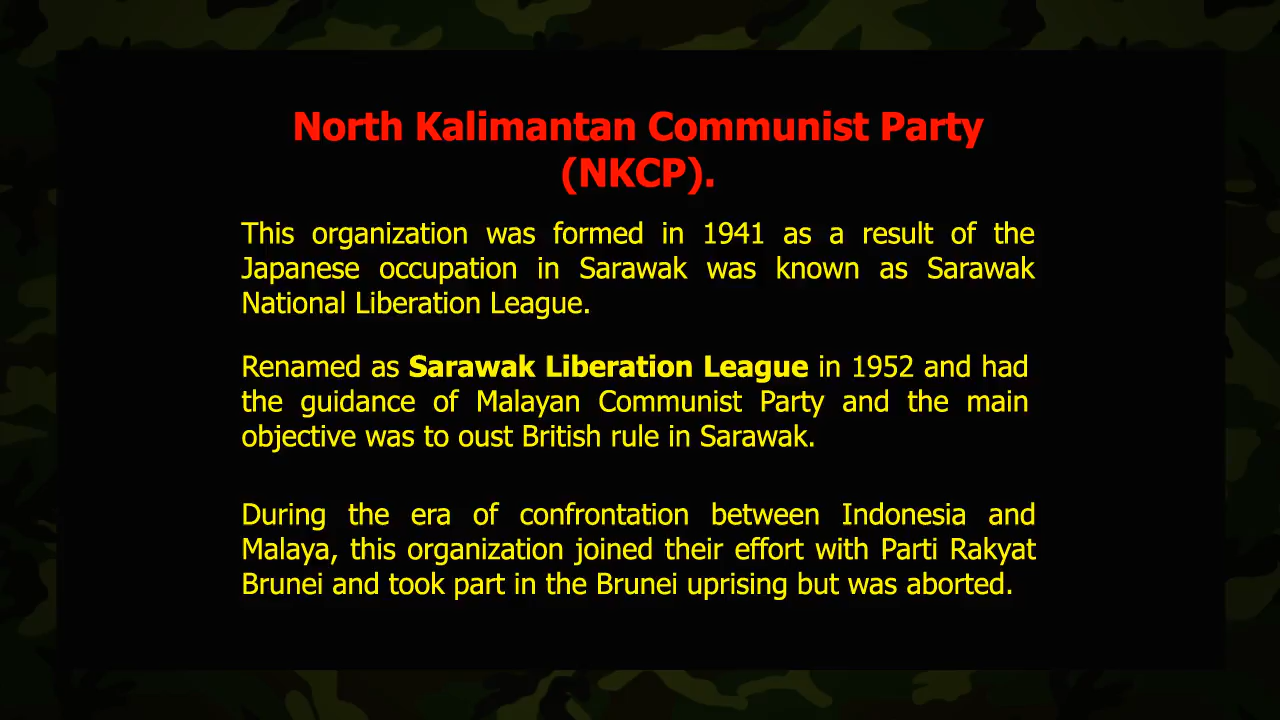 North Kalimantan Communist Party
(NKCP).
This organization was formed in 1941 as a result of the
Japanese occupation in Sarawak was known as Sarawak
National Liberation League.
Renamed as Sarawak Liberation League in 1952 and had
the guidance of Malayan Communist Party and the main
objective was to oust British rule in Sarawak.
During the era of confrontation between Indonesia and
Malaya, this organization joined their effort with Parti Rakyat
Brunei and took part in the Brunei uprising but was aborted.